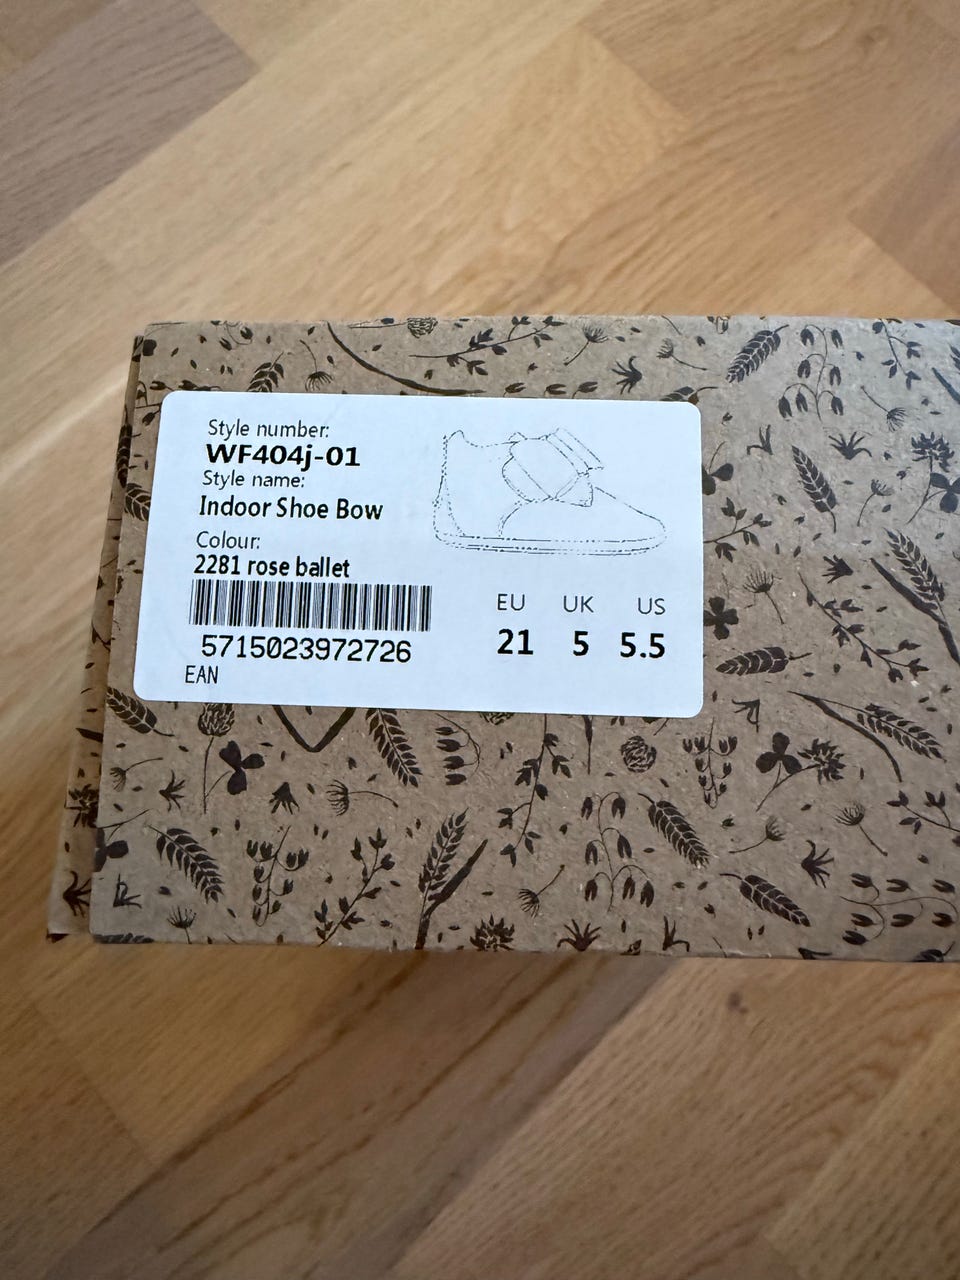 Style number:
WF404j-01
Style name:
Indoor Shoe Bow
Colour:
2281 rose ballet
5715023972726
EAN
EU UK US
21 5 5.5